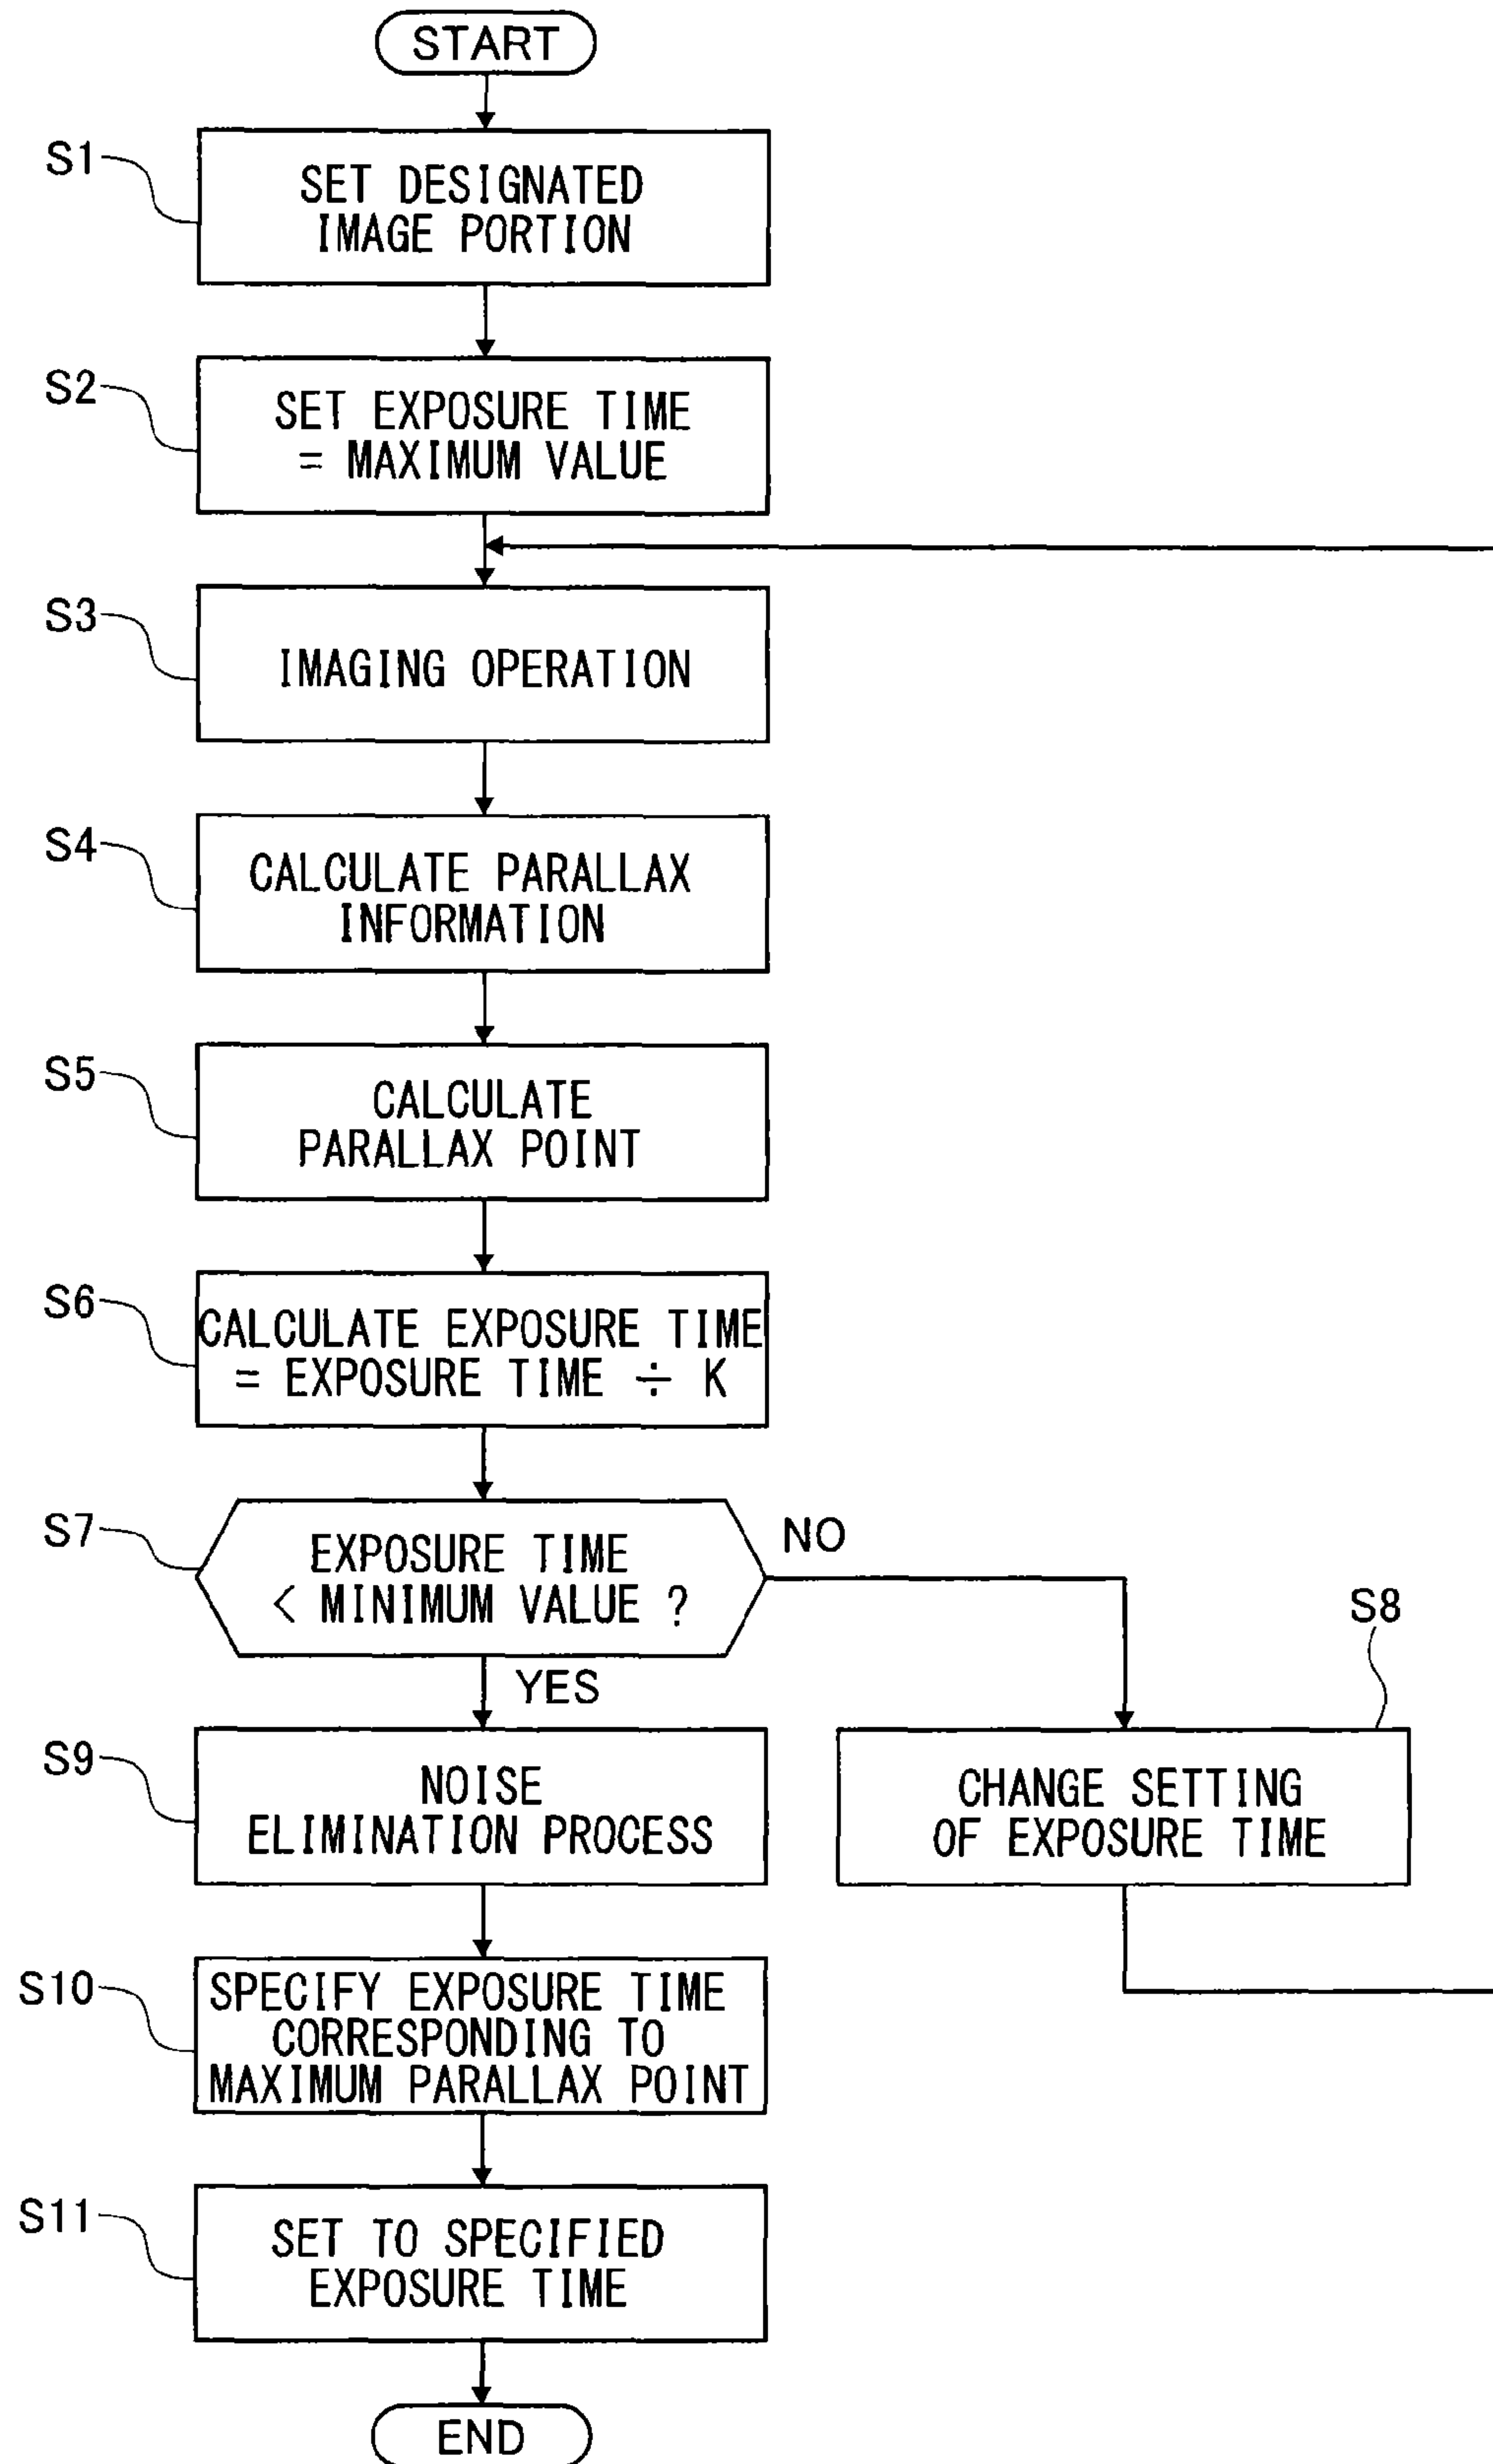 START
S1
SET DESIGNATED
IMAGE PORTION
S2
SET EXPOSURE TIME
= MAXIMUM VALUE
S3
IMAGING OPERATION
S4
CALCULATE PARALLAX
INFORMATION
S5
CALCULATE
PARALLAX POINT
S6
CALCULATE EXPOSURE TIME
= EXPOSURE TIME ÷ K
S7
EXPOSURE TIME
< MINIMUM VALUE ?
NO
YES
S8
CHANGE SETTING
OF EXPOSURE TIME
S9
NOISE
ELIMINATION PROCESS
S10
SPECIFY EXPOSURE TIME
CORRESPONDING TO
MAXIMUM PARALLAX POINT
S11
SET TO SPECIFIED
EXPOSURE TIME
END